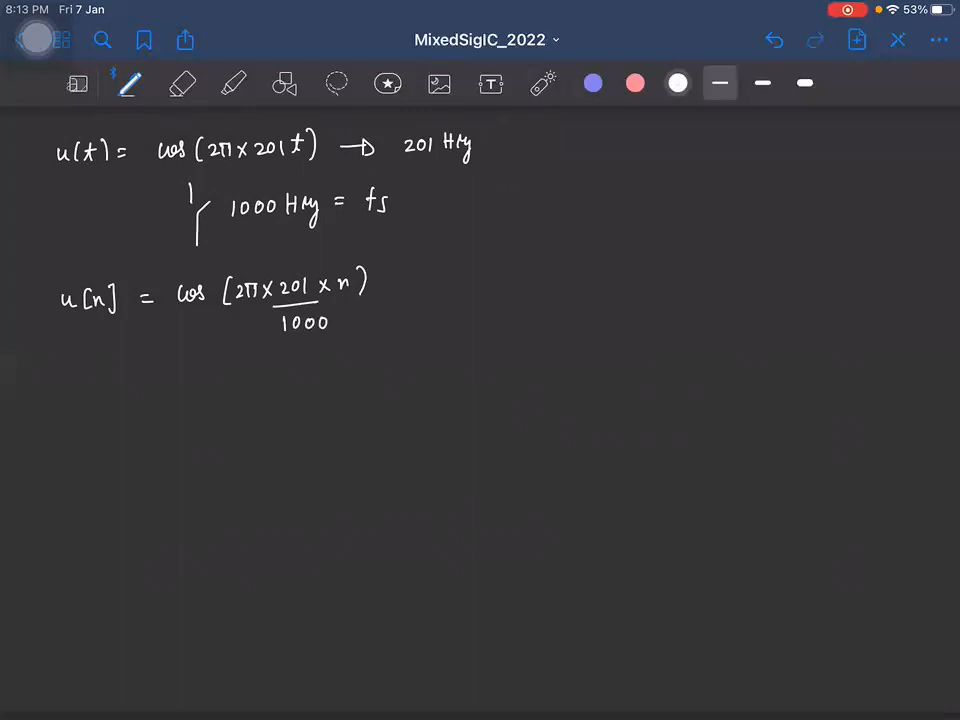 8:13 PM Fri 7 Jan
53%
MixedSigIC_2022
T
u(t) = cos(2π × 201 t) → 201 Hz
1000 Hz = fs
u[n] = cos(2π × 201 × n)
1000